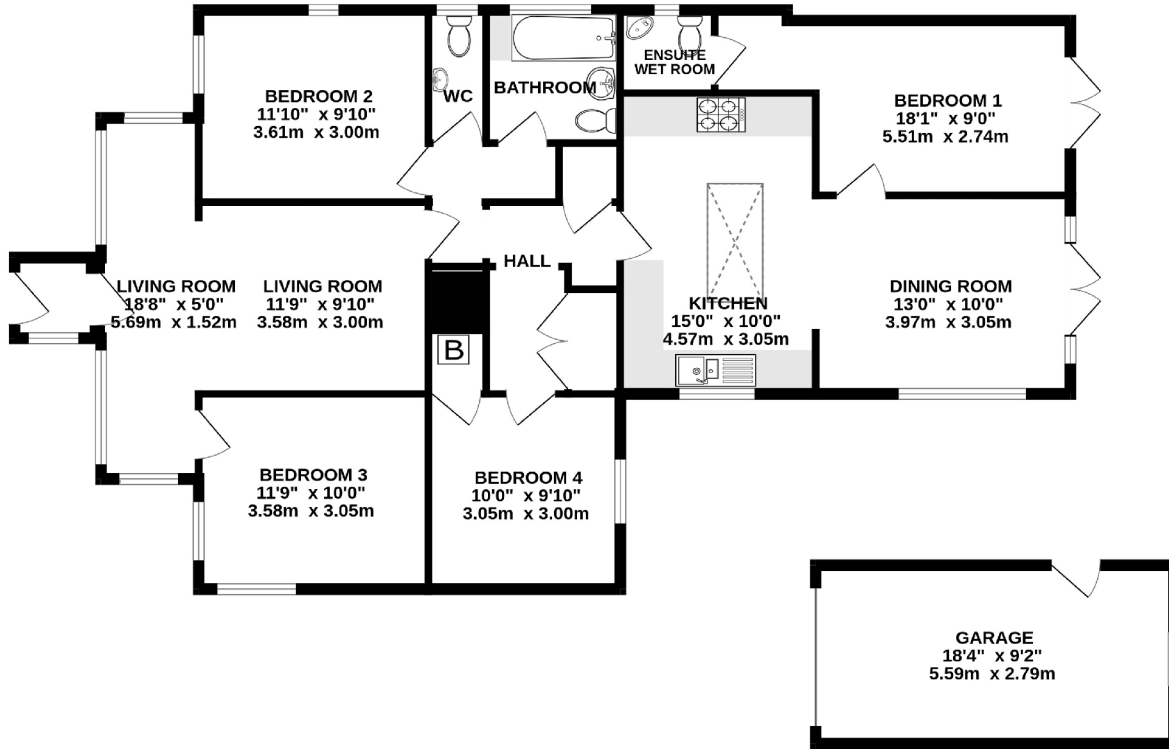 BEDROOM 2
11'10" x 9'10"
3.61m x 3.00m
WC
BATHROOM
ENSUITE
WET ROOM
BEDROOM 1
18'1" x 9'0"
5.51m x 2.74m
LIVING ROOM
18'8" x 5'0"
5.69m x 1.52m
LIVING ROOM
11'9" x 9'10"
3.58m x 3.00m
HALL
B
KITCHEN
15'0" x 10'0"
4.57m x 3.05m
DINING ROOM
13'0" x 10'0"
3.97m x 3.05m
BEDROOM 3
11'9" x 10'0"
3.58m x 3.05m
BEDROOM 4
10'0" x 9'10"
3.05m x 3.00m
GARAGE
18'4" x 9'2"
5.59m x 2.79m